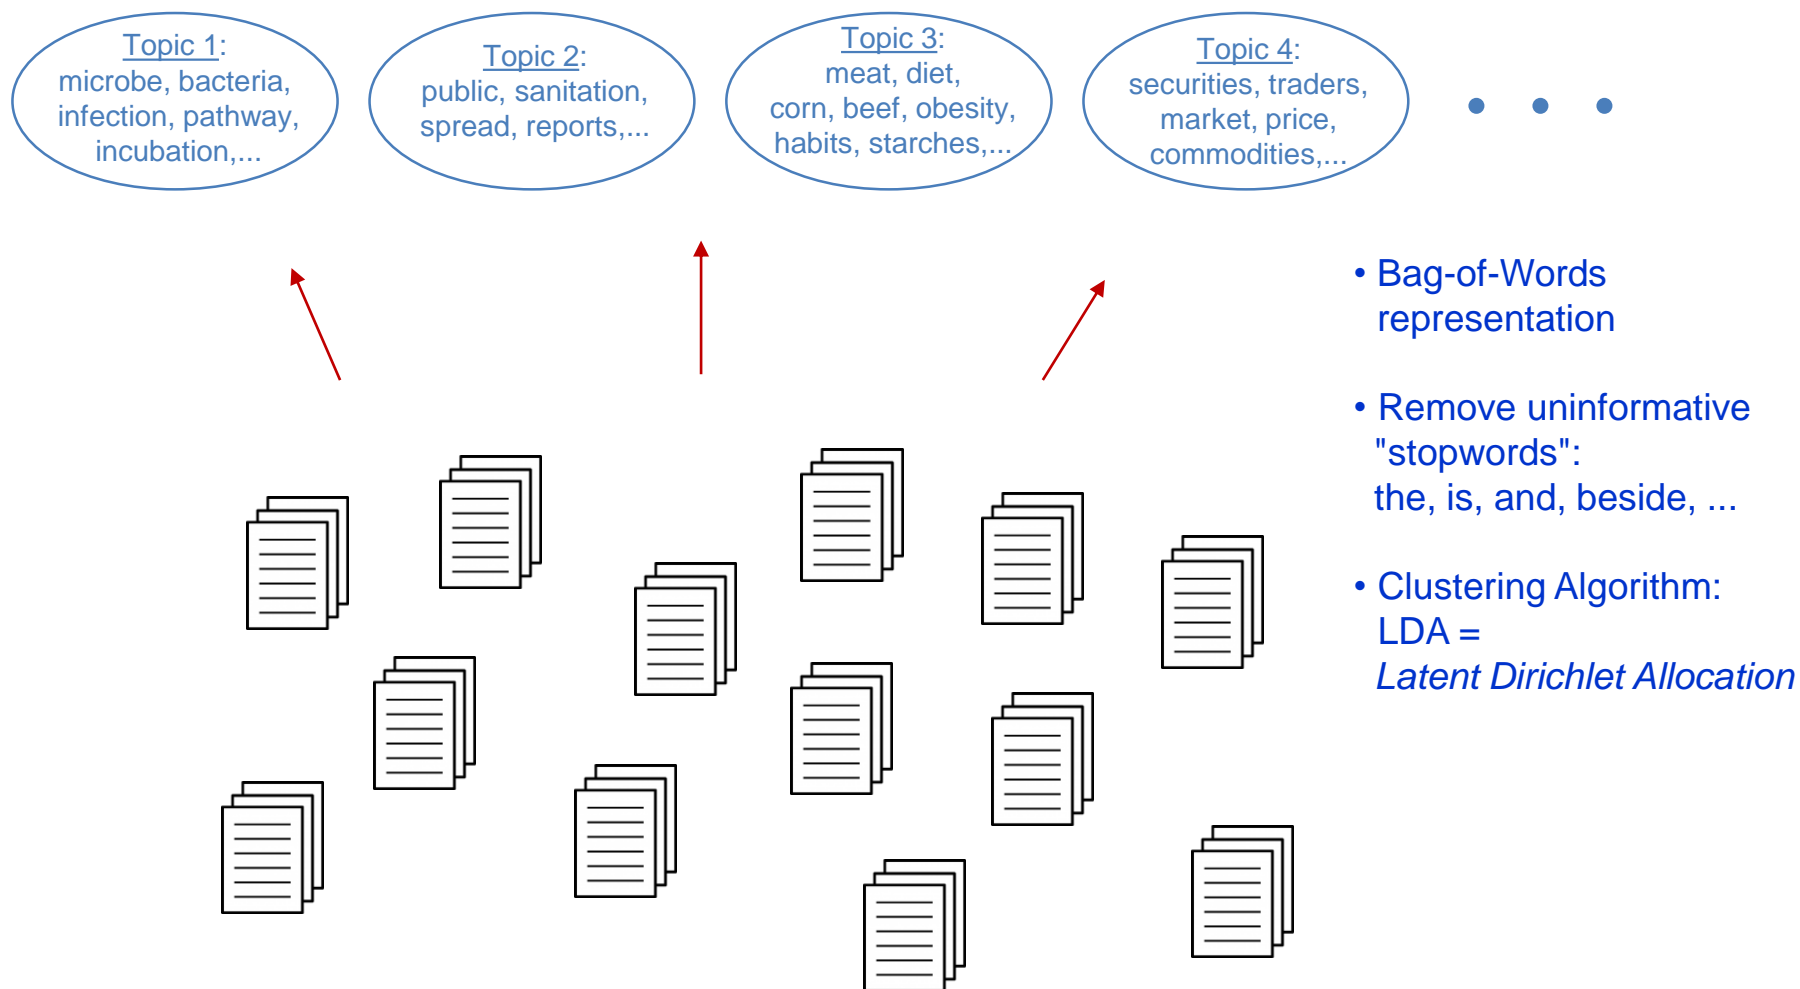 Topic 1:
microbe, bacteria,
infection, pathway,
incubation,...
Topic 2:
public, sanitation,
spread, reports,...
Topic 3:
meat, diet,
corn, beef, obesity,
habits, starches,...
Topic 4:
securities, traders,
market, price,
commodities,...
• • •
• Bag-of-Words
representation
• Remove uninformative
"stopwords":
the, is, and, beside, ...
• Clustering Algorithm:
LDA =
Latent Dirichlet Allocation